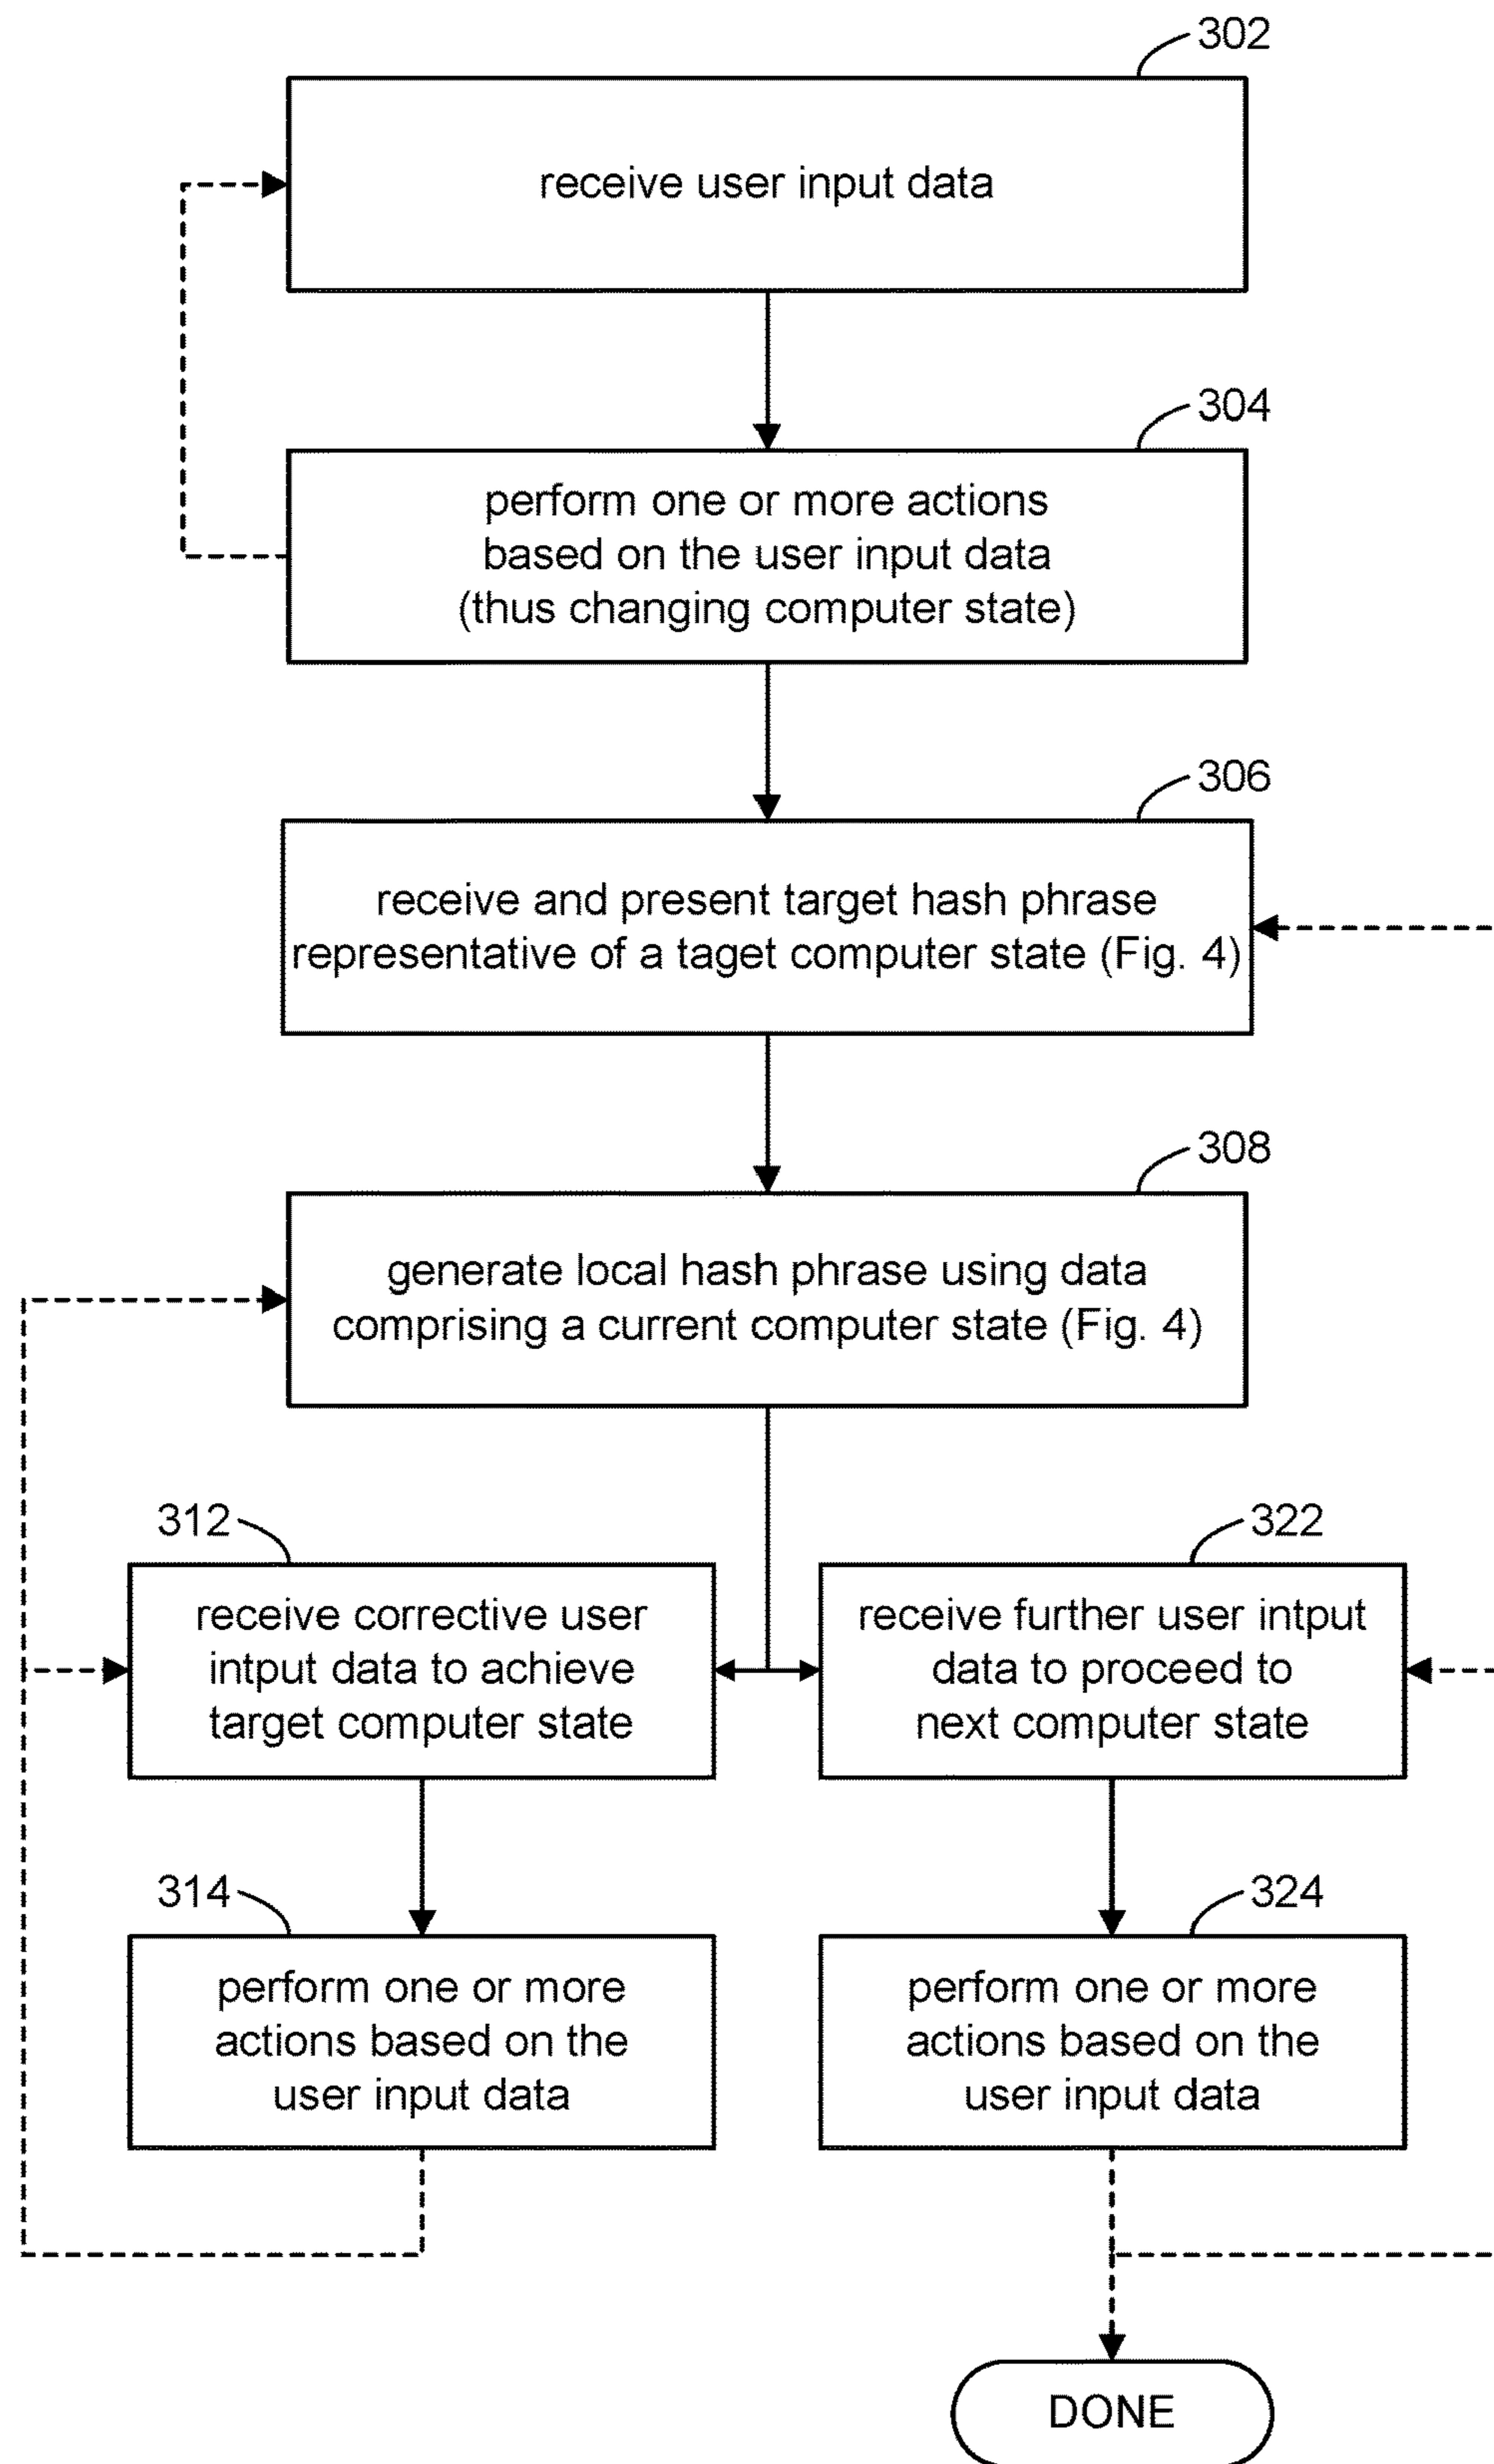 302
receive user input data
304
perform one or more actions
based on the user input data
(thus changing computer state)
306
receive and present target hash phrase
representative of a taget computer state (Fig. 4)
308
generate local hash phrase using data
comprising a current computer state (Fig. 4)
312
receive corrective user
intput data to achieve
target computer state
322
receive further user intput
data to proceed to
next computer state
314
perform one or more
actions based on the
user input data
324
perform one or more
actions based on the
user input data
DONE